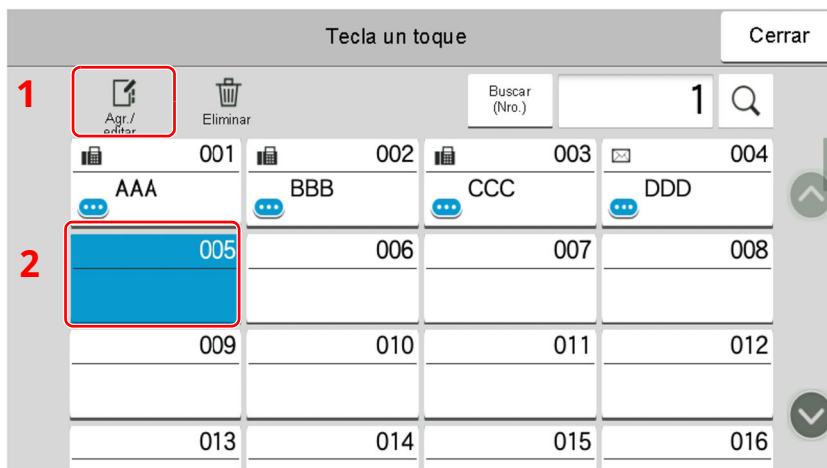 Tecla un toque
Cerrar
1
Agr./
editar
Eliminar
Buscar
(Nro.)
1
001
002
003
004
AAA
BBB
CCC
DDD
2
005
006
007
008
009
010
011
012
013
014
015
016